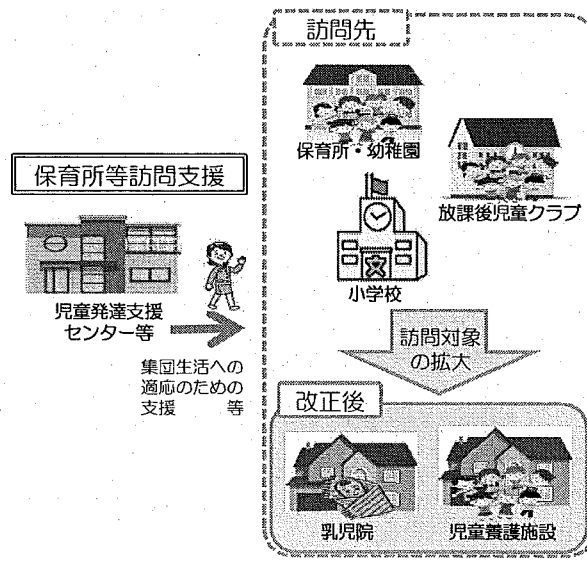 訪問先
保育所・幼稚園
放課後児童クラブ
小学校
保育所等訪問支援
児童発達支援
センター等
集団生活への
適応のための
支援　等
訪問対象
の拡大
改正後
乳児院
児童養護施設